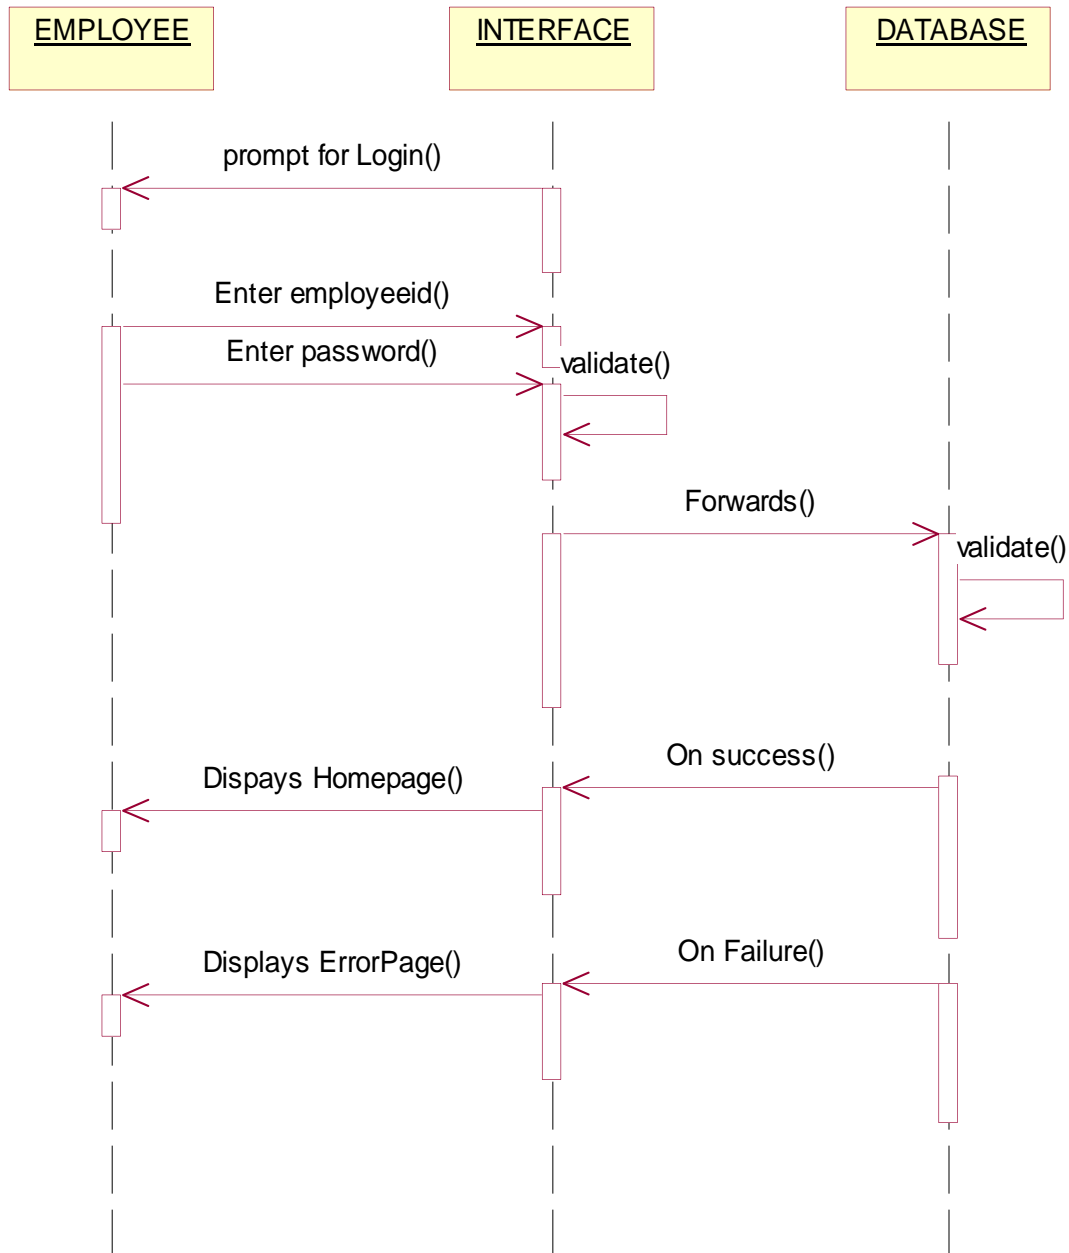 EMPLOYEE
INTERFACE
DATABASE
prompt for Login()
Enter employeeid()
Enter password()
validate()
Forwards()
validate()
On success()
Dispays Homepage()
On Failure()
Displays ErrorPage()